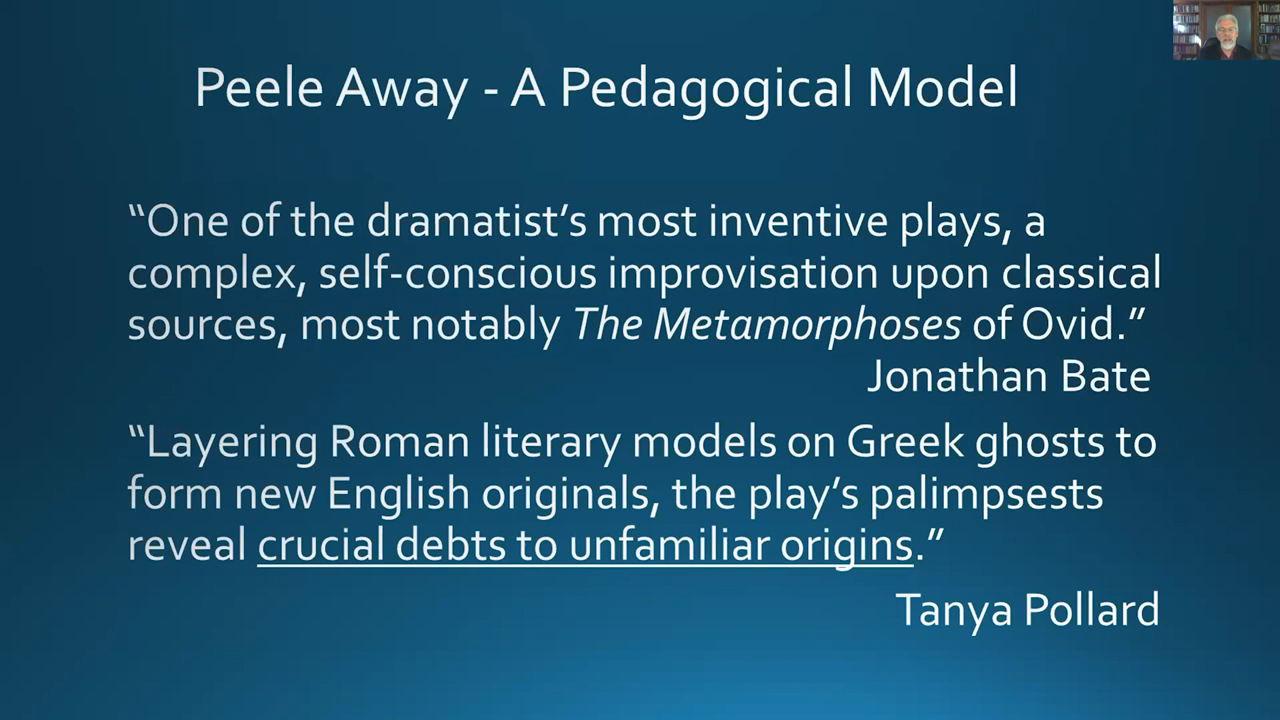 Peele Away - A Pedagogical Model
“One of the dramatist’s most inventive plays, a
complex, self-conscious improvisation upon classical
sources, most notably The Metamorphoses of Ovid.”
Jonathan Bate
“Layering Roman literary models on Greek ghosts to
form new English originals, the play’s palimpsests
reveal crucial debts to unfamiliar origins.”
Tanya Pollard